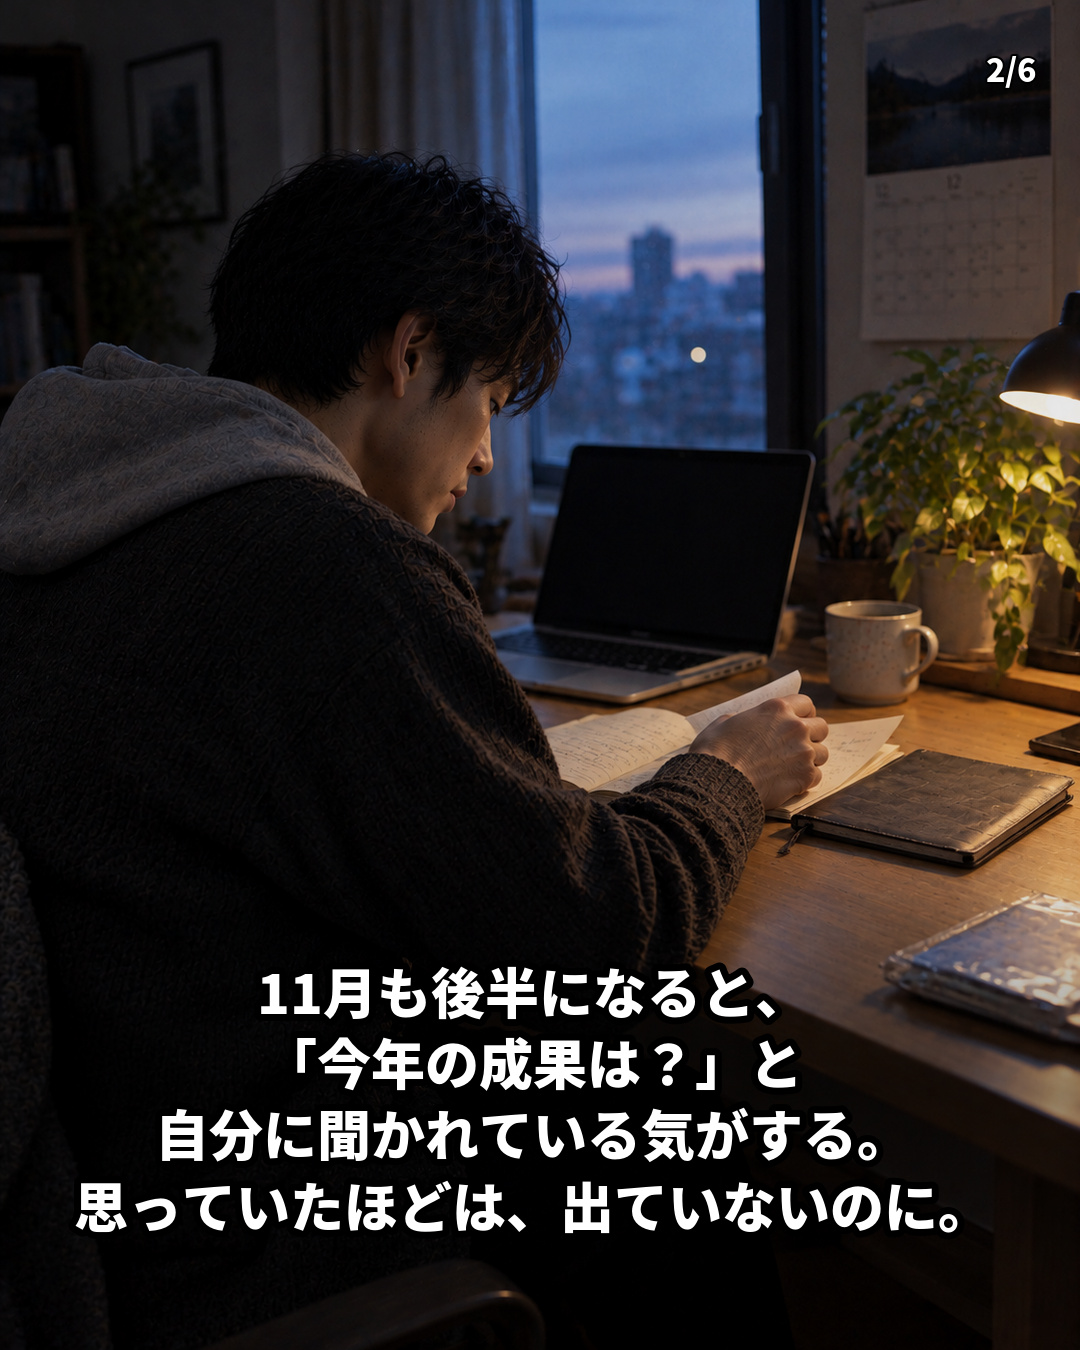 2/6
12
11月も後半になると、
「今年の成果は？」と
自分に聞かれている気がする。
思っていたほどは、出ていないのに。